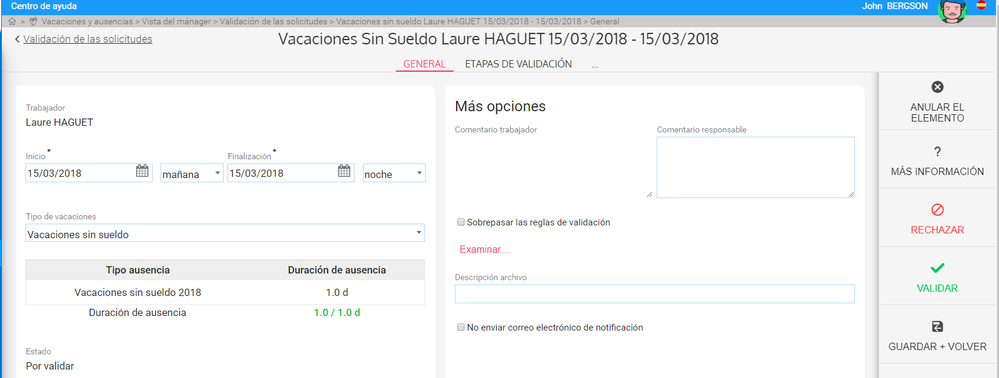 Centro de ayuda
John BERGSON
> Vacaciones y ausencias > Vista del mánager > Validación de las solicitudes > Vacaciones sin sueldo Laure HAGUET 15/03/2018 - 15/03/2018 > General
< Validación de las solicitudes
Vacaciones Sin Sueldo Laure HAGUET 15/03/2018 - 15/03/2018
GENERAL ETAPAS DE VALIDACIÓN ...
Trabajador
Laure HAGUET
Inicio * Finalización *
15/03/2018 mañana 15/03/2018 noche
Tipo de vacaciones
Vacaciones sin sueldo
Tipo ausencia Duración de ausencia
Vacaciones sin sueldo 2018 1.0 d
Duración de ausencia 1.0 / 1.0 d
Estado
Por validar
Más opciones
Comentario trabajador Comentario responsable
Sobrepasar las reglas de validación
Examinar...
Descripción archivo
No enviar correo electrónico de notificación
ANULAR EL
ELEMENTO
?
MÁS INFORMACIÓN
RECHAZAR
VALIDAR
GUARDAR + VOLVER